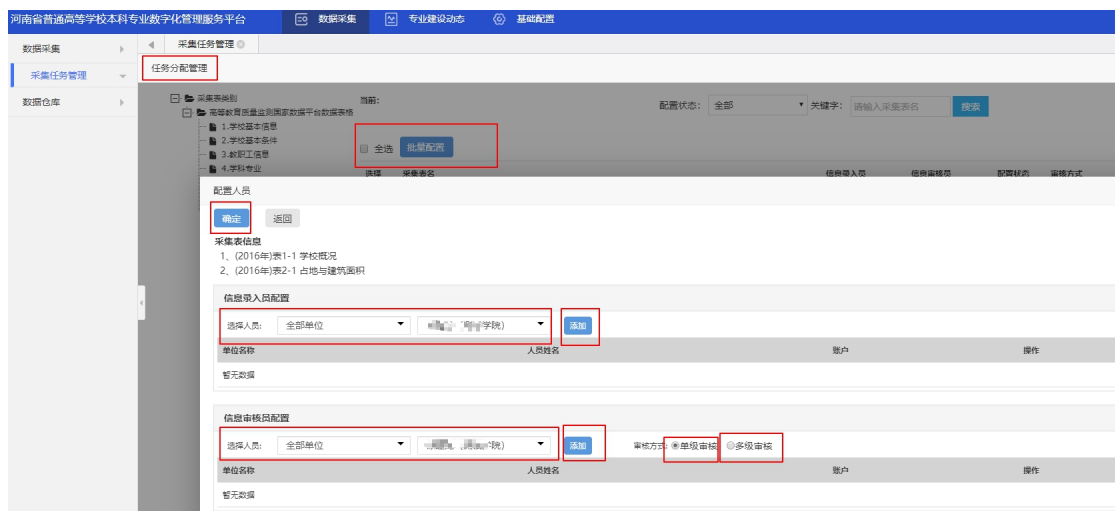 河南省普通高等学校本科专业数字化管理服务平台 数据采集 专业建设动态 基础配置
数据采集 采集任务管理
采集任务管理 任务分配管理
数据仓库
采集表类别 当前: 配置状态: 全部 关键字: 请输入采集表名 搜索
高等教育质量监测国家数据平台数据表格
1.学校基本信息
2.学校基本条件
3.教职工信息 全选 批量配置
4.学科专业 选择 采集表名 信息录入员 信息审核员 配置状态 审核方式
配置人员
确定 返回
采集表信息
1、(2016年)表1-1 学校概况
2、(2016年)表2-1 占地与建筑面积
信息录入员配置
选择人员: 全部单位 学院) 添加
单位名称 人员姓名 账户 操作
暂无数据
信息审核员配置
选择人员: 全部单位 院) 添加 审核方式: 单级审核 多级审核
单位名称 人员姓名 账户 操作
暂无数据